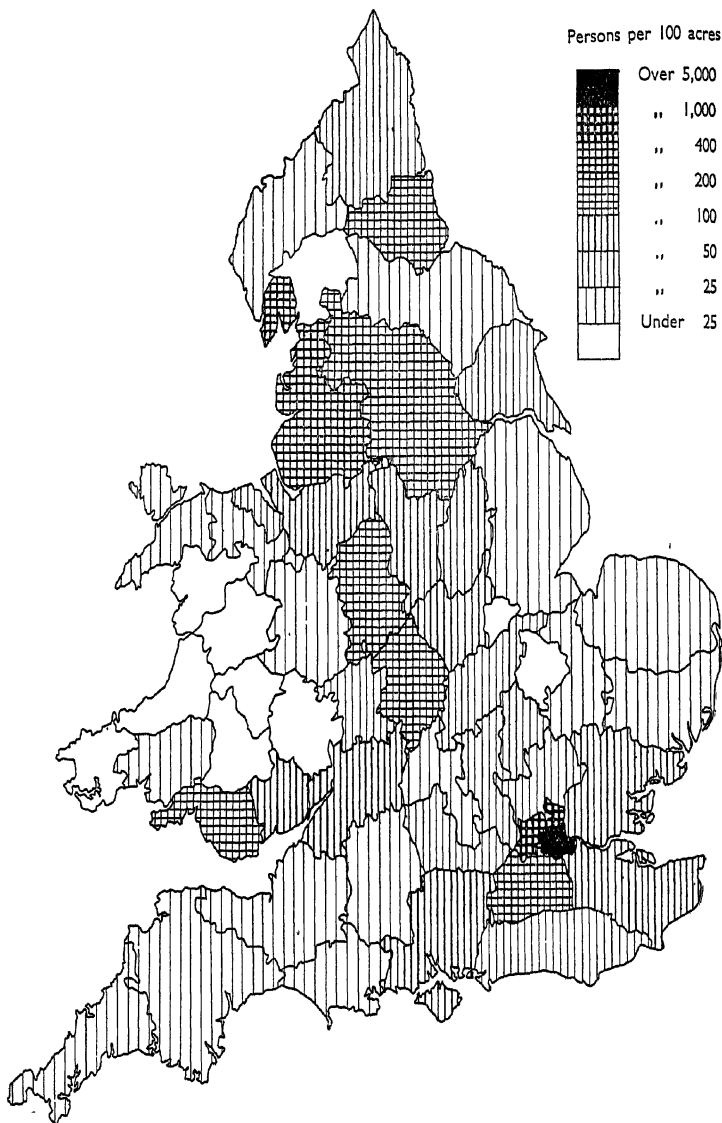 Persons per 100 acres
Over 5,000
„ 1,000
„ 400
„ 200
„ 100
„ 50
„ 25
Under 25